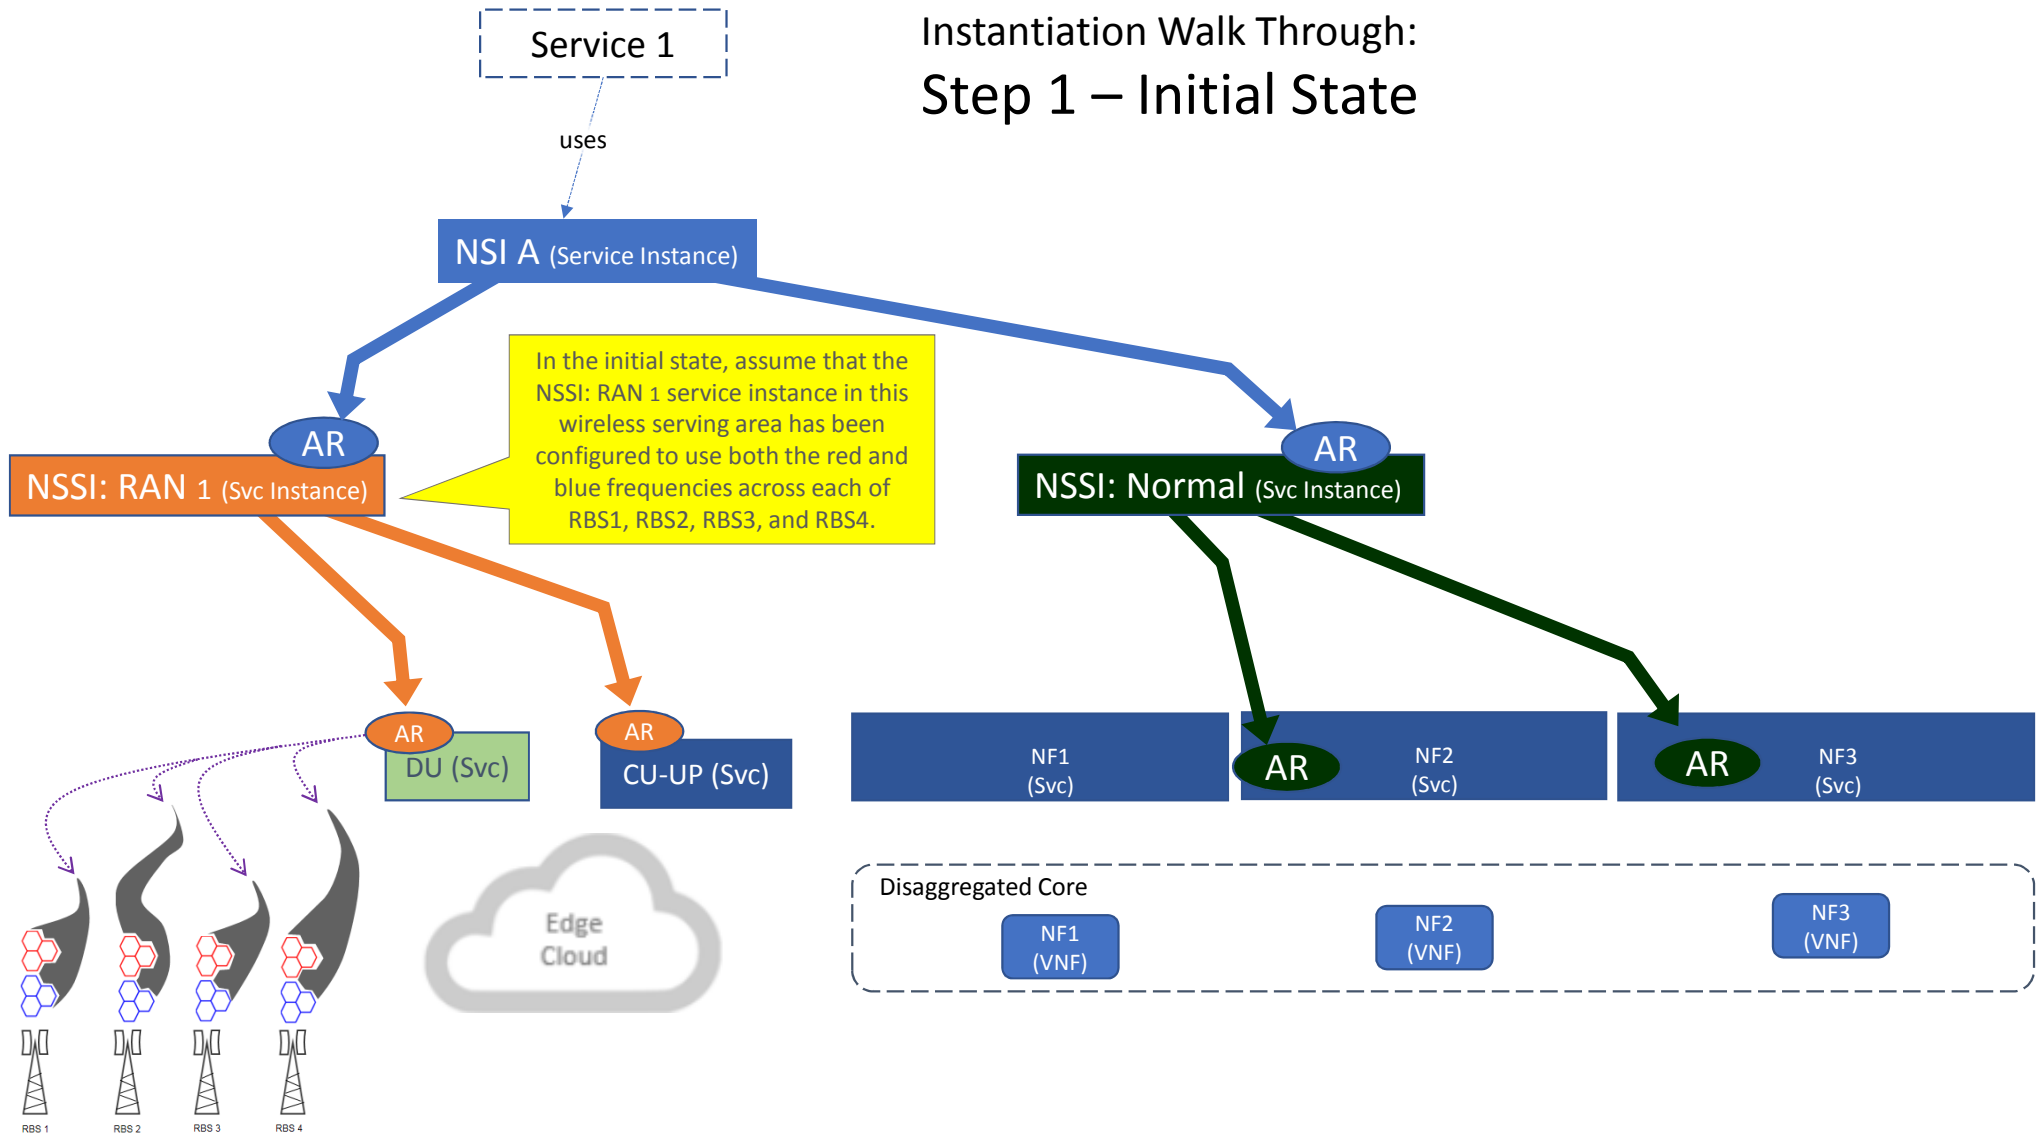 Instantiation Walk Through:
Step 1 – Initial State
Service 1
uses
NSI A (Service Instance)
In the initial state, assume that the
NSSI: RAN 1 service instance in this
wireless serving area has been
configured to use both the red and
blue frequencies across each of
RBS1, RBS2, RBS3, and RBS4.
AR
NSSI: RAN 1 (Svc Instance)
AR
NSSI: Normal (Svc Instance)
AR
DU (Svc)
AR
CU-UP (Svc)
NF1
(Svc)
AR
NF2
(Svc)
AR
NF3
(Svc)
Edge
Cloud
Disaggregated Core
NF1
(VNF)
NF2
(VNF)
NF3
(VNF)
RBS 1
RBS 2
RBS 3
RBS 4